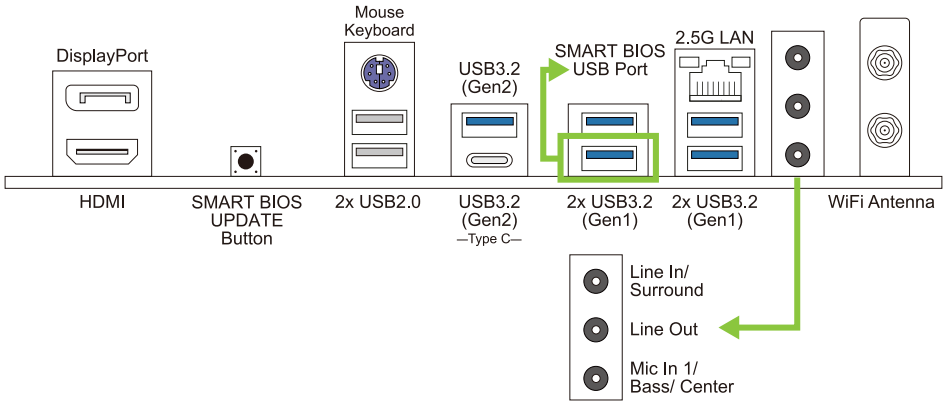 DisplayPort
HDMI
SMART BIOS
UPDATE
Button
Mouse
Keyboard
2x USB2.0
USB3.2
(Gen2)
USB3.2
(Gen2)
—Type C—
SMART BIOS
USB Port
2x USB3.2
(Gen1)
2.5G LAN
2x USB3.2
(Gen1)
WiFi Antenna
Line In/
Surround
Line Out
Mic In 1/
Bass/ Center